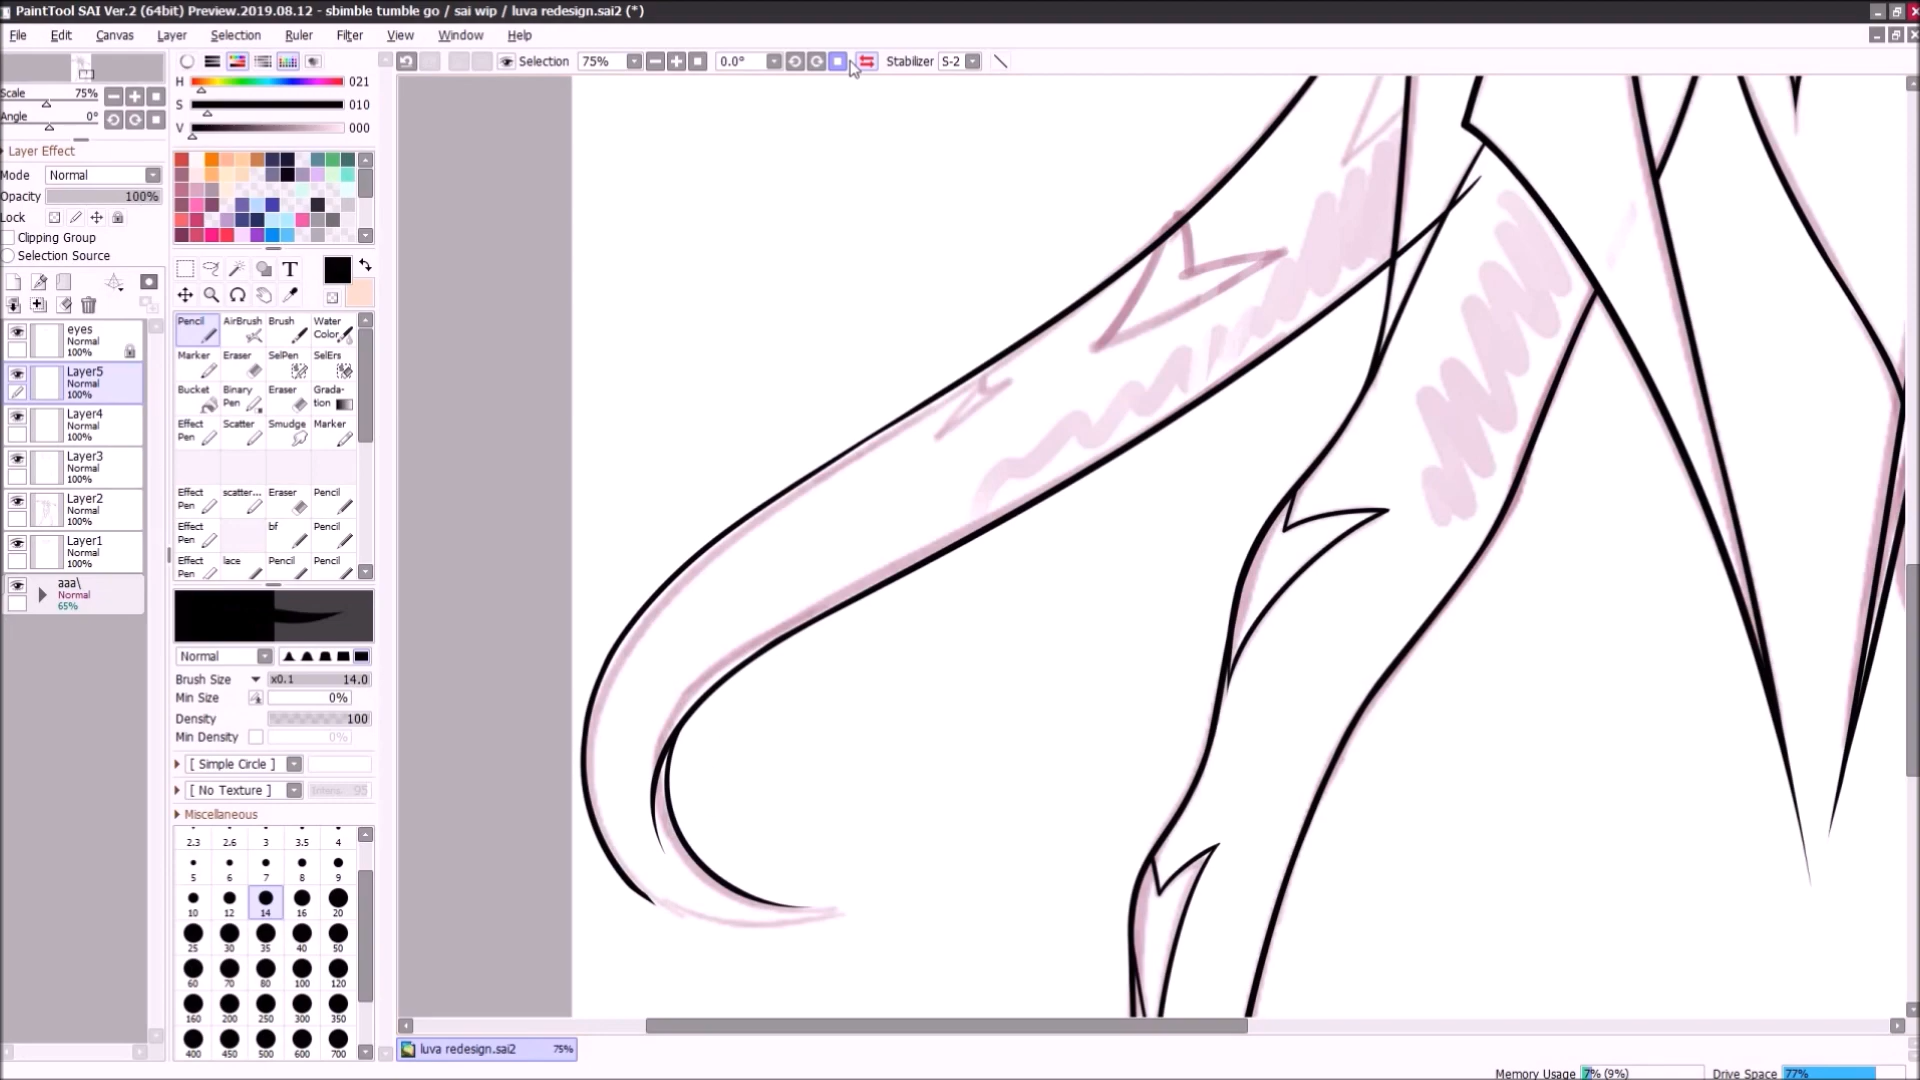 PaintTool SAI Ver.2 (64bit) Preview.2019.08.12 - sbimble tumble go / sai wip / luva redesign.sai2 (*)
File Edit Canvas Layer Selection Ruler Filter View Window Help
Selection 75% 0.0° Stabilizer S-2
Scale 75%
Angle 0°
Layer Effect
Mode Normal
Opacity 100%
Lock
Clipping Group
Selection Source
eyes
Normal
100%
Layer5
Normal
100%
Layer4
Normal
100%
Layer3
Normal
100%
Layer2
Normal
100%
Layer1
Normal
100%
aaa\
Normal
65%
H 021
S 010
V 000
T
Pencil AirBrush Brush Water Color
Marker Eraser SelPen SelErs
Bucket Binary Pen Eraser Grada-tion
Effect Pen Scatter Smudge Marker
Effect Pen scatter... Eraser Pencil
Effect Pen bf Pencil
Effect Pen lace Pencil Pencil
Normal
Brush Size x0.1 14.0
Min Size 0%
Density 100
Min Density 0%
[ Simple Circle ]
[ No Texture ] 95
Miscellaneous
2.3 2.6 3 3.5 4
5 6 7 8 9
10 12 14 16 20
25 30 35 40 50
60 70 80 100 120
160 200 250 300 350
400 450 500 600 700
luva redesign.sai2 75%
Memory Usage 7% (9%) Drive Space 77%